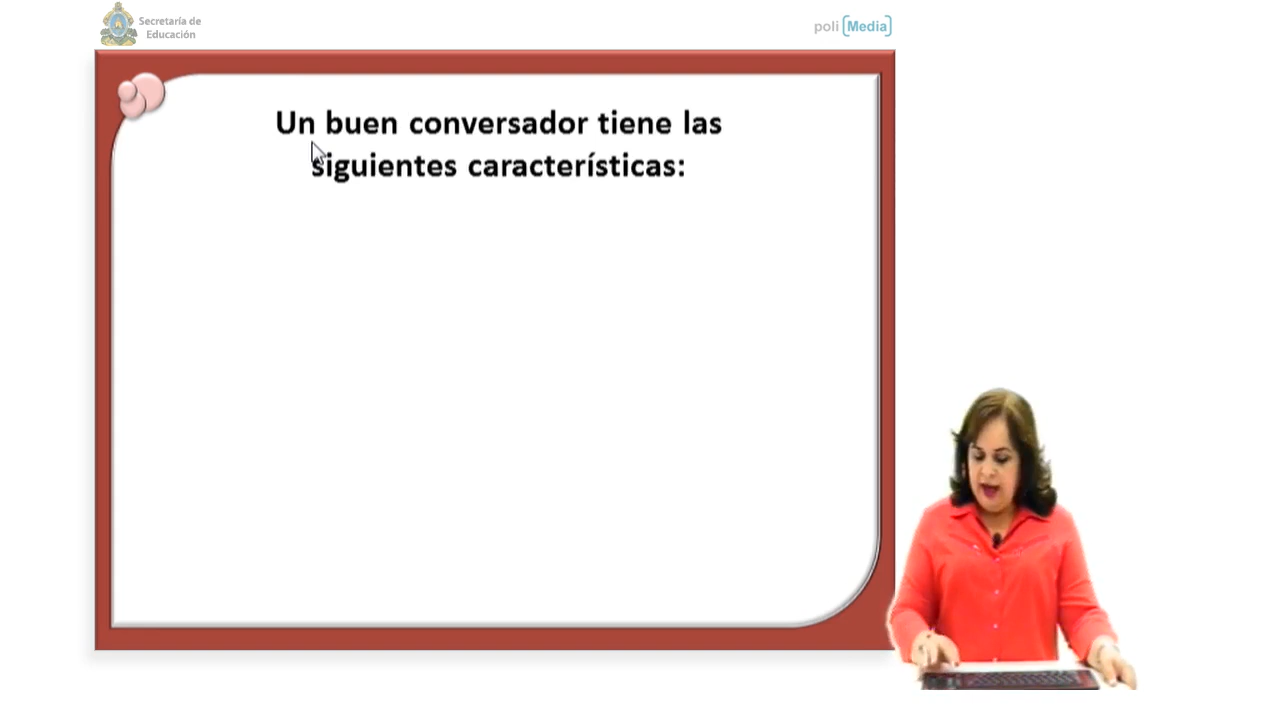 Secretaría de
Educación
poli [Media]
Un buen conversador tiene las
siguientes características: